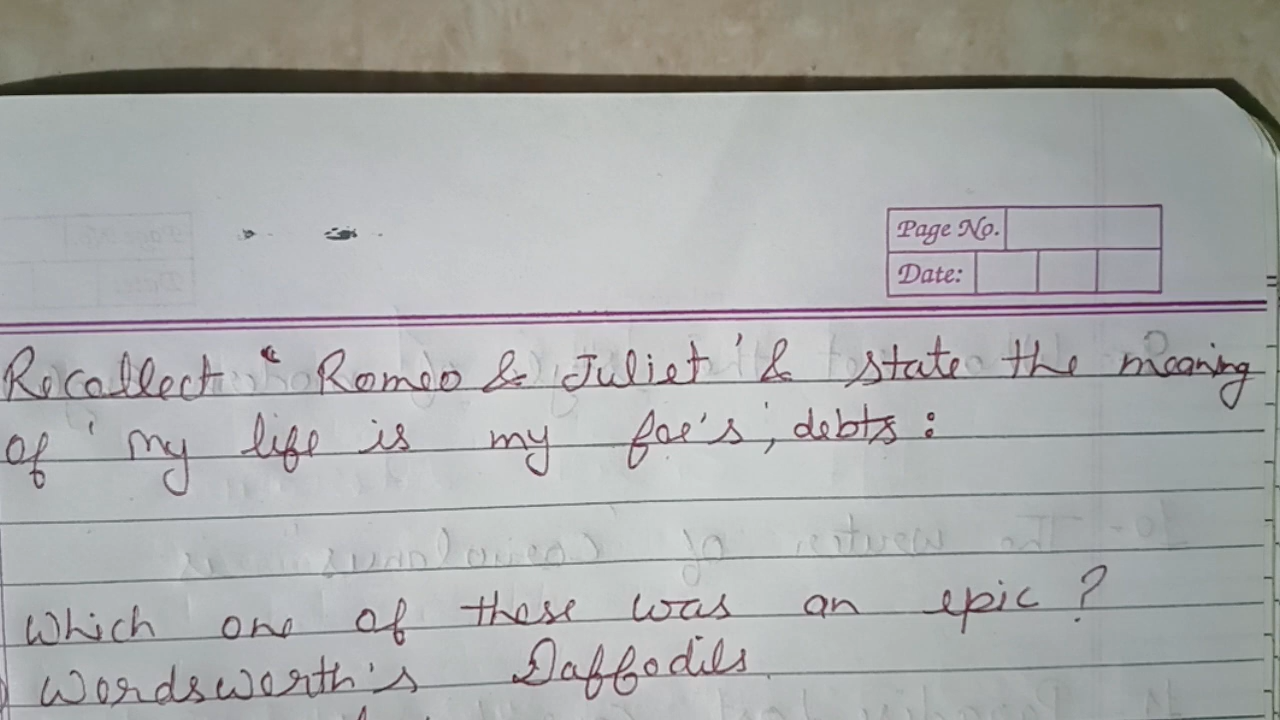 Page No.
Date:
Recollect "Romeo & Juliet' & state the meaning
of 'my life is my foe's', debts:
Which one of these was an epic?
Wordsworth's Daffodils